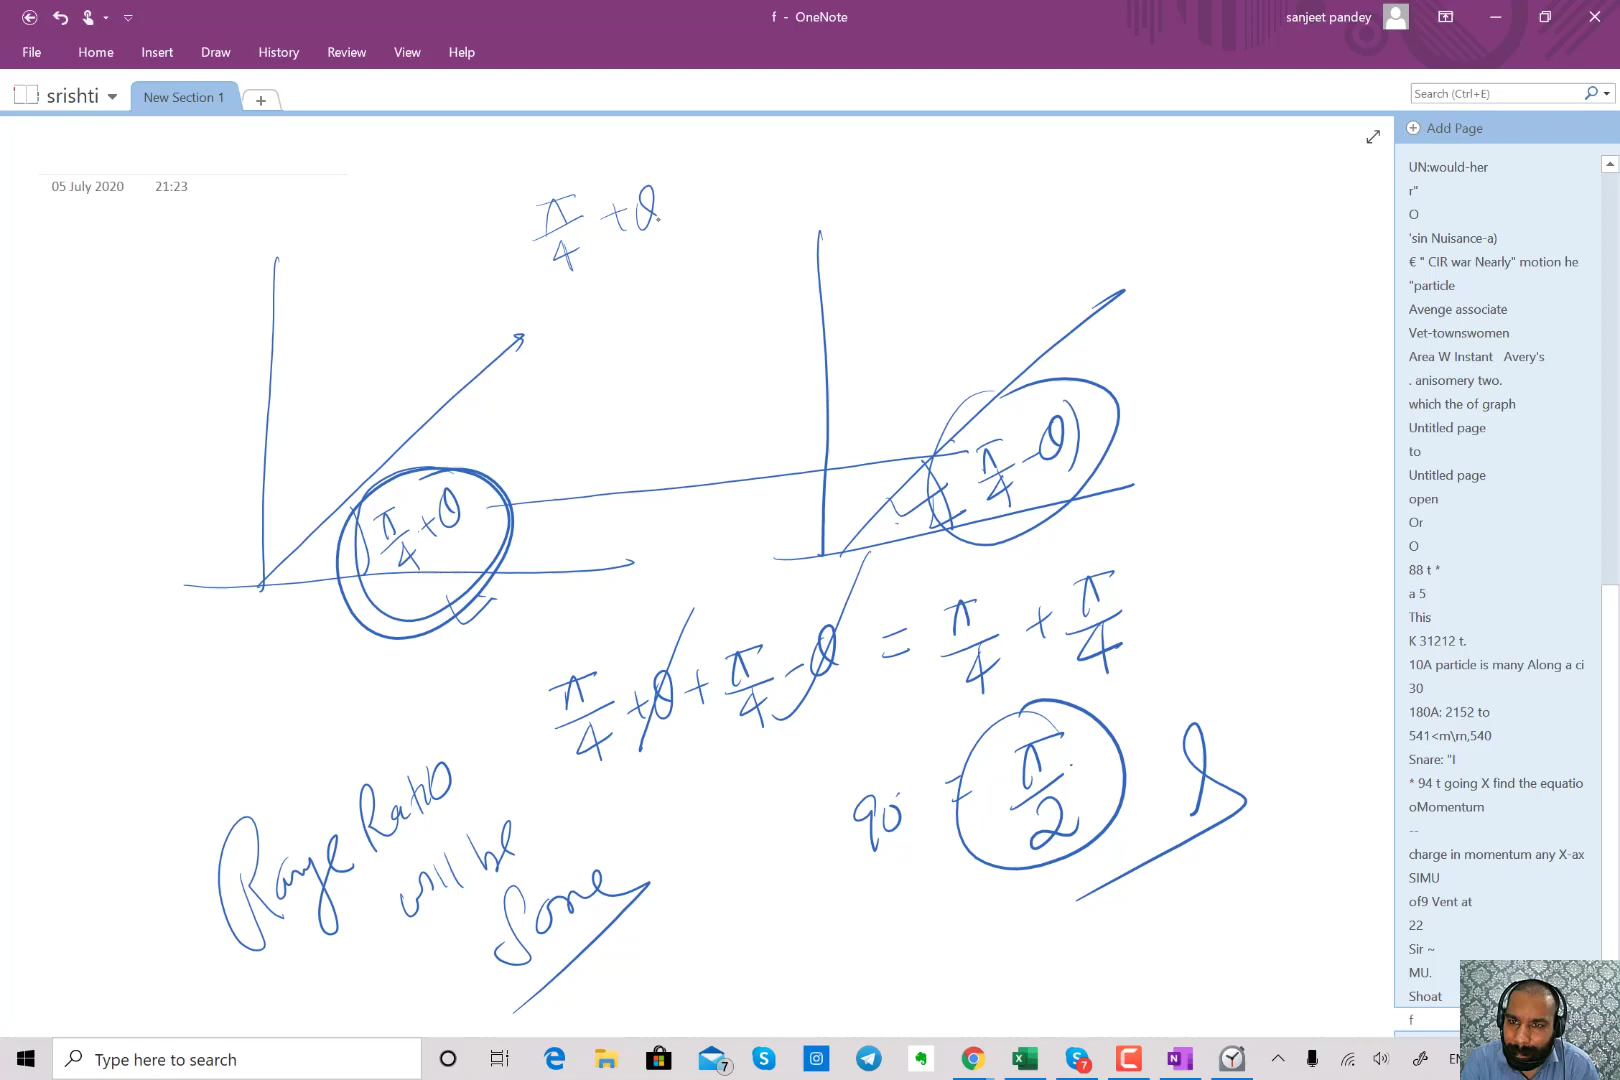 f - OneNote
sanjeet pandey
File Home Insert Draw History Review View Help
srishti
New Section 1
+
Search (Ctrl+E)
Add Page
05 July 2020 21:23
π/4 + θ
π/4 + θ
(π/4 - θ)
π/4 + θ + π/4 - θ = π/4 + π/4
90° = π/2
Range Ratio
will be
Same
UN:would-her
r"
O
'sin Nuisance-a)
€ " CIR war Nearly" motion he
"particle
Avenge associate
Vet-townswomen
Area W Instant Avery's
. anisomery two.
which the of graph
Untitled page
to
Untitled page
open
Or
O
88 t *
a 5
This
K 31212 t.
10A particle is many Along a ci
30
180A: 2152 to
541<m\rn,540
Snare: "I
* 94 t going X find the equatio
oMomentum
--
charge in momentum any X-ax
SIMU
of9 Vent at
22
Sir ~
MU.
Shoat
f
Type here to search
7
7